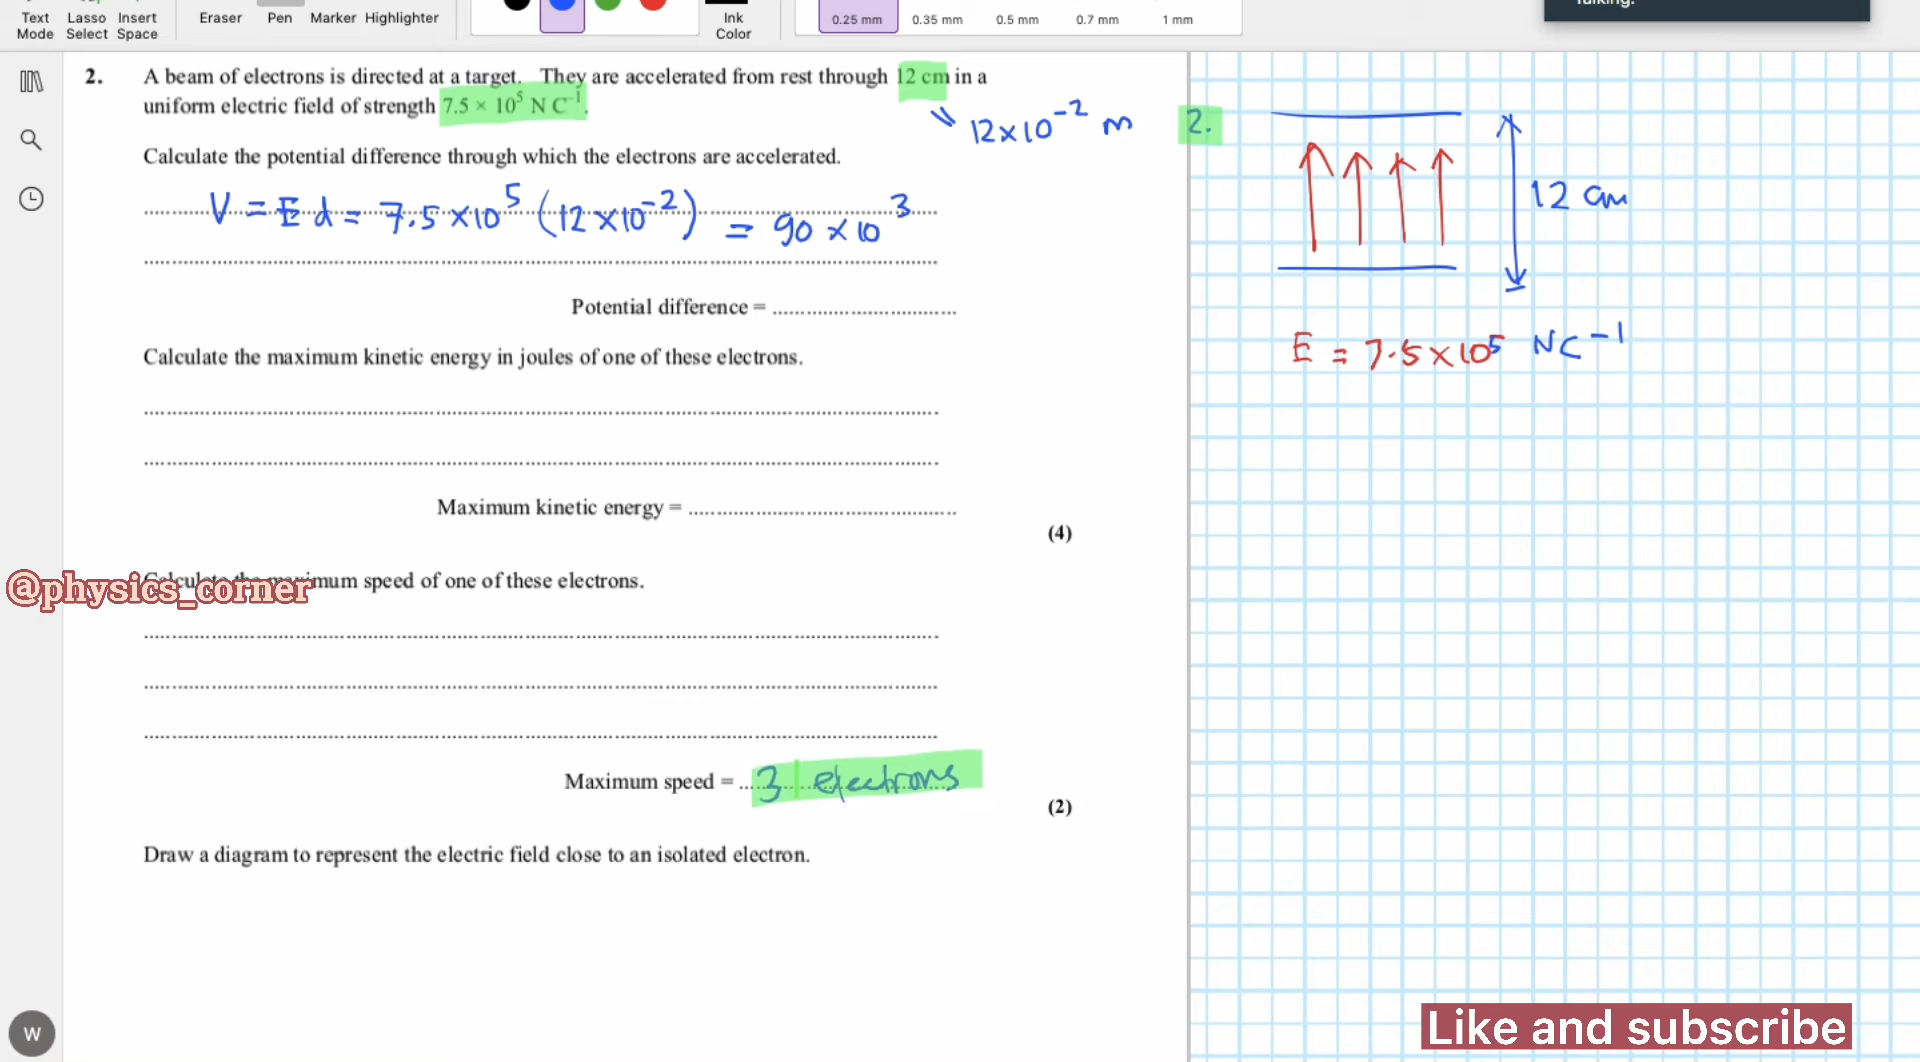 Text Mode
Lasso Select
Insert Space
Eraser
Pen
Marker
Highlighter
Ink Color
0.25 mm
0.35 mm
0.5 mm
0.7 mm
1 mm
2. A beam of electrons is directed at a target. They are accelerated from rest through 12 cm in a
uniform electric field of strength 7.5 × 10⁵ N C⁻¹.
12×10⁻² m
Calculate the potential difference through which the electrons are accelerated.
V = E d = 7.5 ×10⁵ (12 ×10⁻²) = 90 × 10³
Potential difference =
Calculate the maximum kinetic energy in joules of one of these electrons.
Maximum kinetic energy =
(4)
Calculate the maximum speed of one of these electrons.
@physics_corner
Maximum speed = 3 electrons
(2)
Draw a diagram to represent the electric field close to an isolated electron.
W
2.
12 cm
E = 7.5×10⁵ NC⁻¹
Like and subscribe